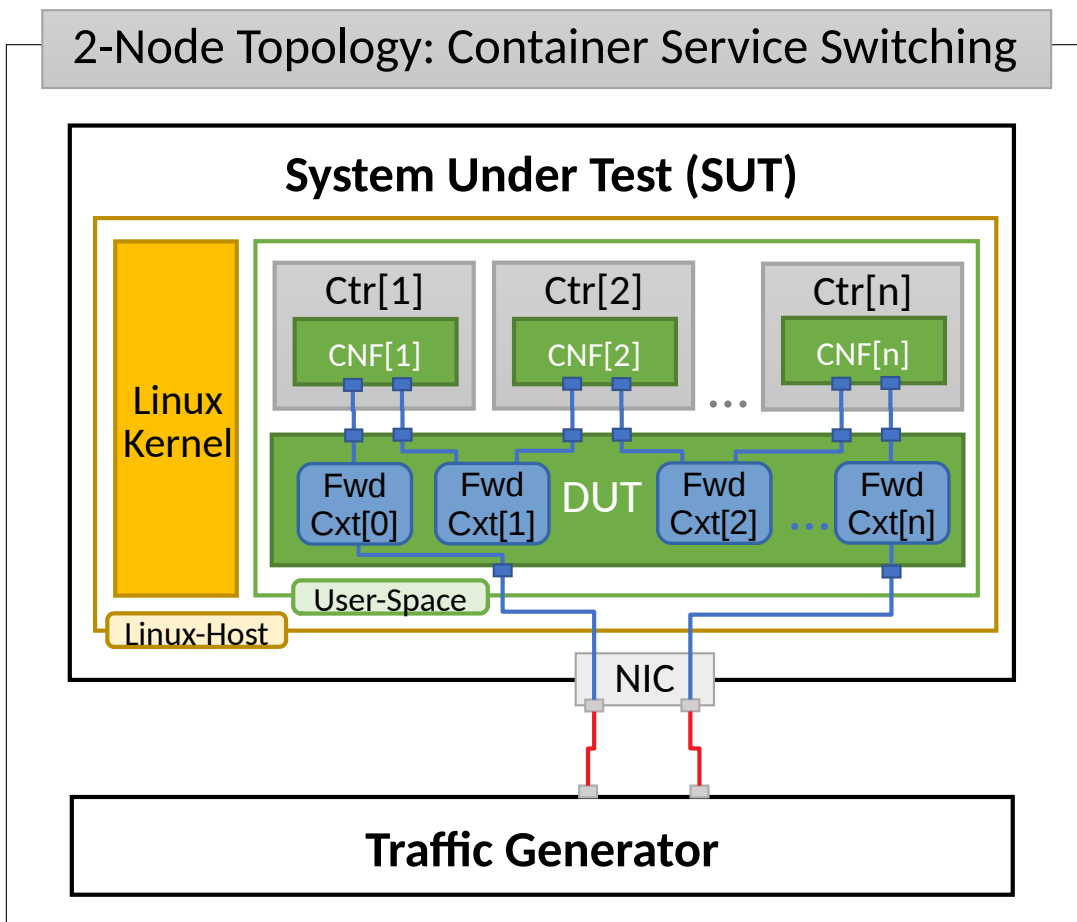 2-Node Topology: Container Service Switching
System Under Test (SUT)
Linux
Kernel
Ctr[1]
CNF[1]
Ctr[2]
CNF[2]
...
Ctr[n]
CNF[n]
Fwd
Cxt[0]
Fwd
Cxt[1]
DUT
Fwd
Cxt[2]
...
Fwd
Cxt[n]
User-Space
Linux-Host
NIC
Traffic Generator